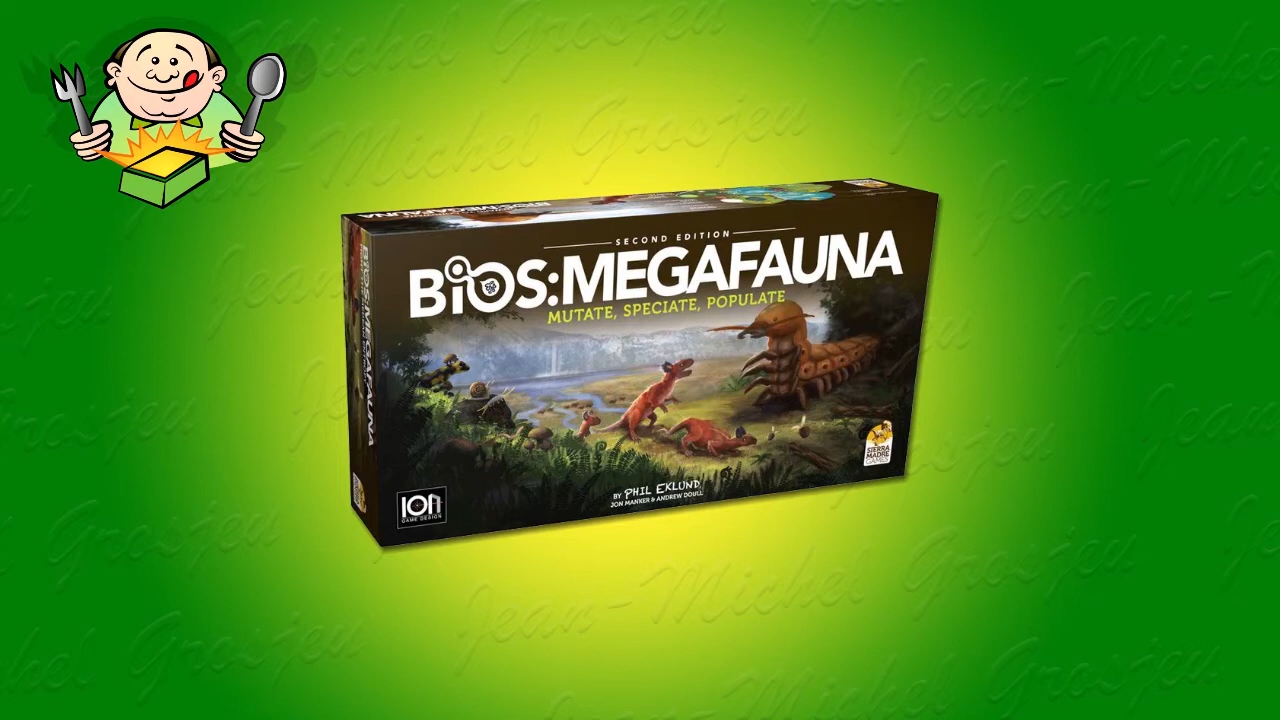 SECOND EDITION
BIOS:MEGAFAUNA
MUTATE, SPECIATE, POPULATE
BIOS:MEGAFAUNA
SIERRA
MADRE
GAMES
BY PHIL EKLUND
JON MANKER & ANDREW DOULL
ION
GAME DESIGN
Jean-Michel Grosjeu